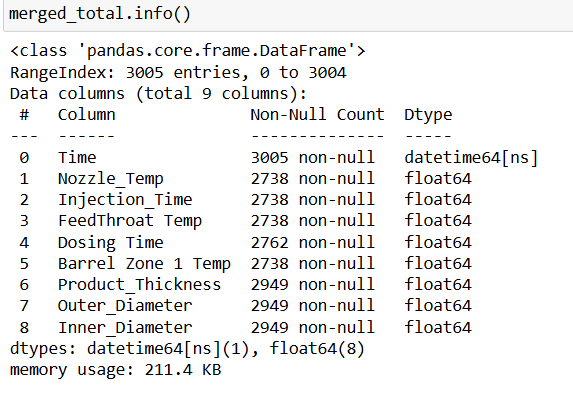 merged_total.info()
<class 'pandas.core.frame.DataFrame'>
RangeIndex: 3005 entries, 0 to 3004
Data columns (total 9 columns):
 #   Column              Non-Null Count  Dtype
---  ------              --------------  -----
 0   Time                3005 non-null   datetime64[ns]
 1   Nozzle_Temp         2738 non-null   float64
 2   Injection_Time      2738 non-null   float64
 3   FeedThroat Temp     2738 non-null   float64
 4   Dosing Time         2762 non-null   float64
 5   Barrel Zone 1 Temp  2738 non-null   float64
 6   Product_Thickness   2949 non-null   float64
 7   Outer_Diameter      2949 non-null   float64
 8   Inner_Diameter      2949 non-null   float64
dtypes: datetime64[ns](1), float64(8)
memory usage: 211.4 KB